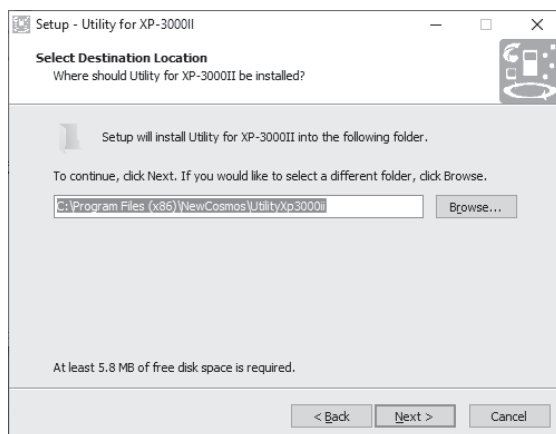 Setup - Utility for XP-3000II
Select Destination Location
Where should Utility for XP-3000II be installed?
Setup will install Utility for XP-3000II into the following folder.
To continue, click Next. If you would like to select a different folder, click Browse.
C:\Program Files (x86)\NewCosmos\UtilityXp3000ii
Browse...
At least 5.8 MB of free disk space is required.
< Back Next > Cancel